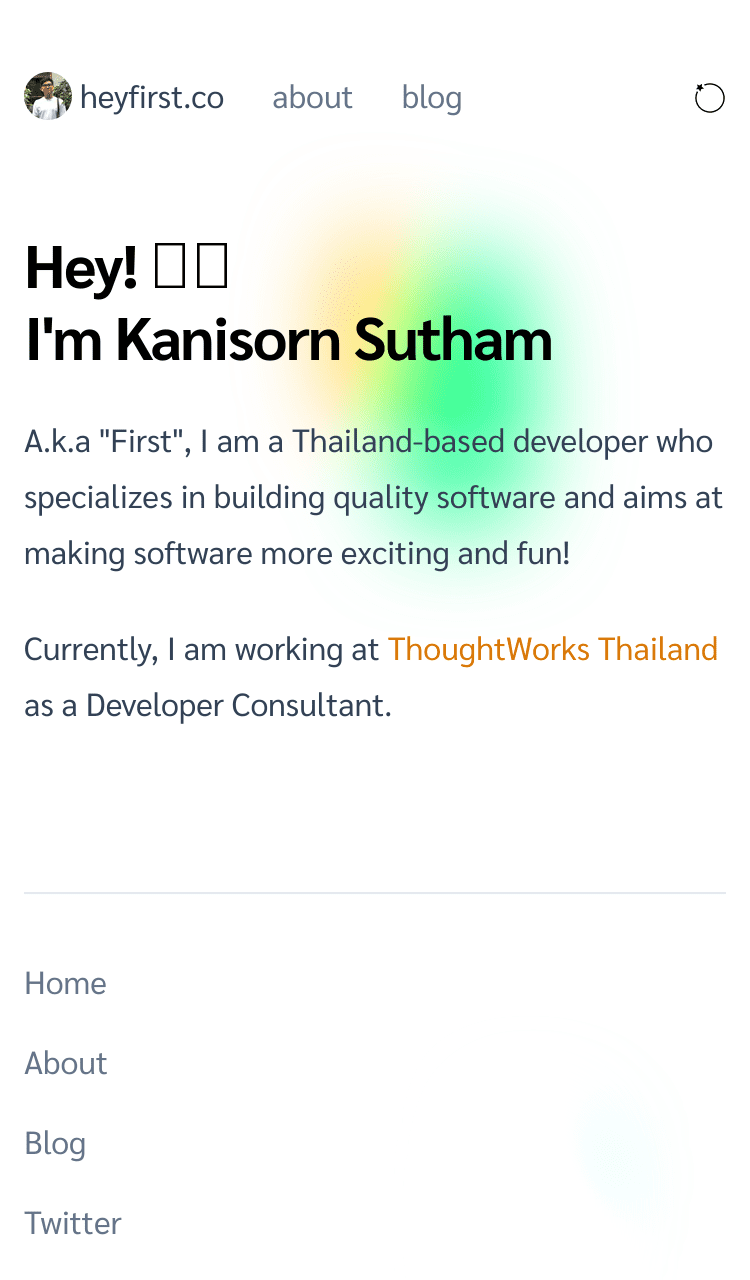 heyfirst.co about blog
Hey!
I'm Kanisorn Sutham
A.k.a "First", I am a Thailand-based developer who
specializes in building quality software and aims at
making software more exciting and fun!
Currently, I am working at ThoughtWorks Thailand
as a Developer Consultant.
Home
About
Blog
Twitter